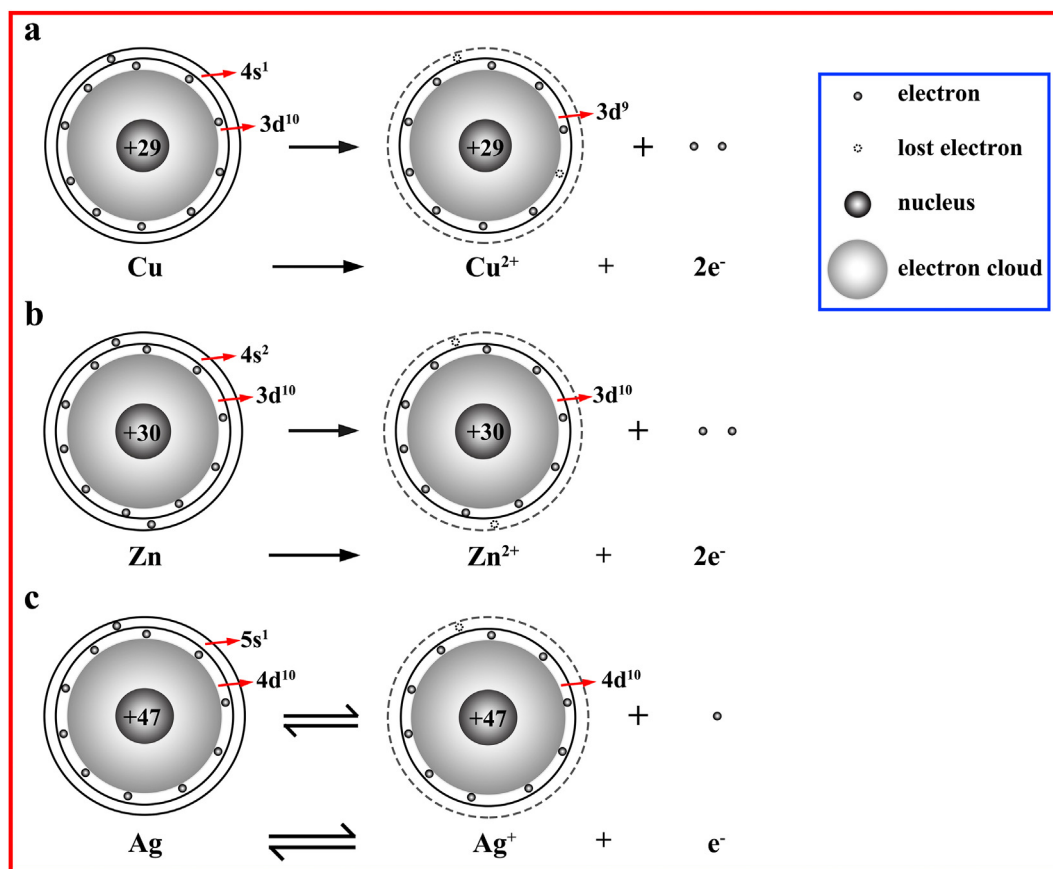 a
4s¹
3d¹⁰
+29
3d⁹
+29
+
Cu → Cu²⁺ + 2e⁻
b
4s²
3d¹⁰
+30
3d¹⁰
+30
+
Zn → Zn²⁺ + 2e⁻
c
5s¹
4d¹⁰
+47
4d¹⁰
+47
+
Ag ⇌ Ag⁺ + e⁻
electron
lost electron
nucleus
electron cloud